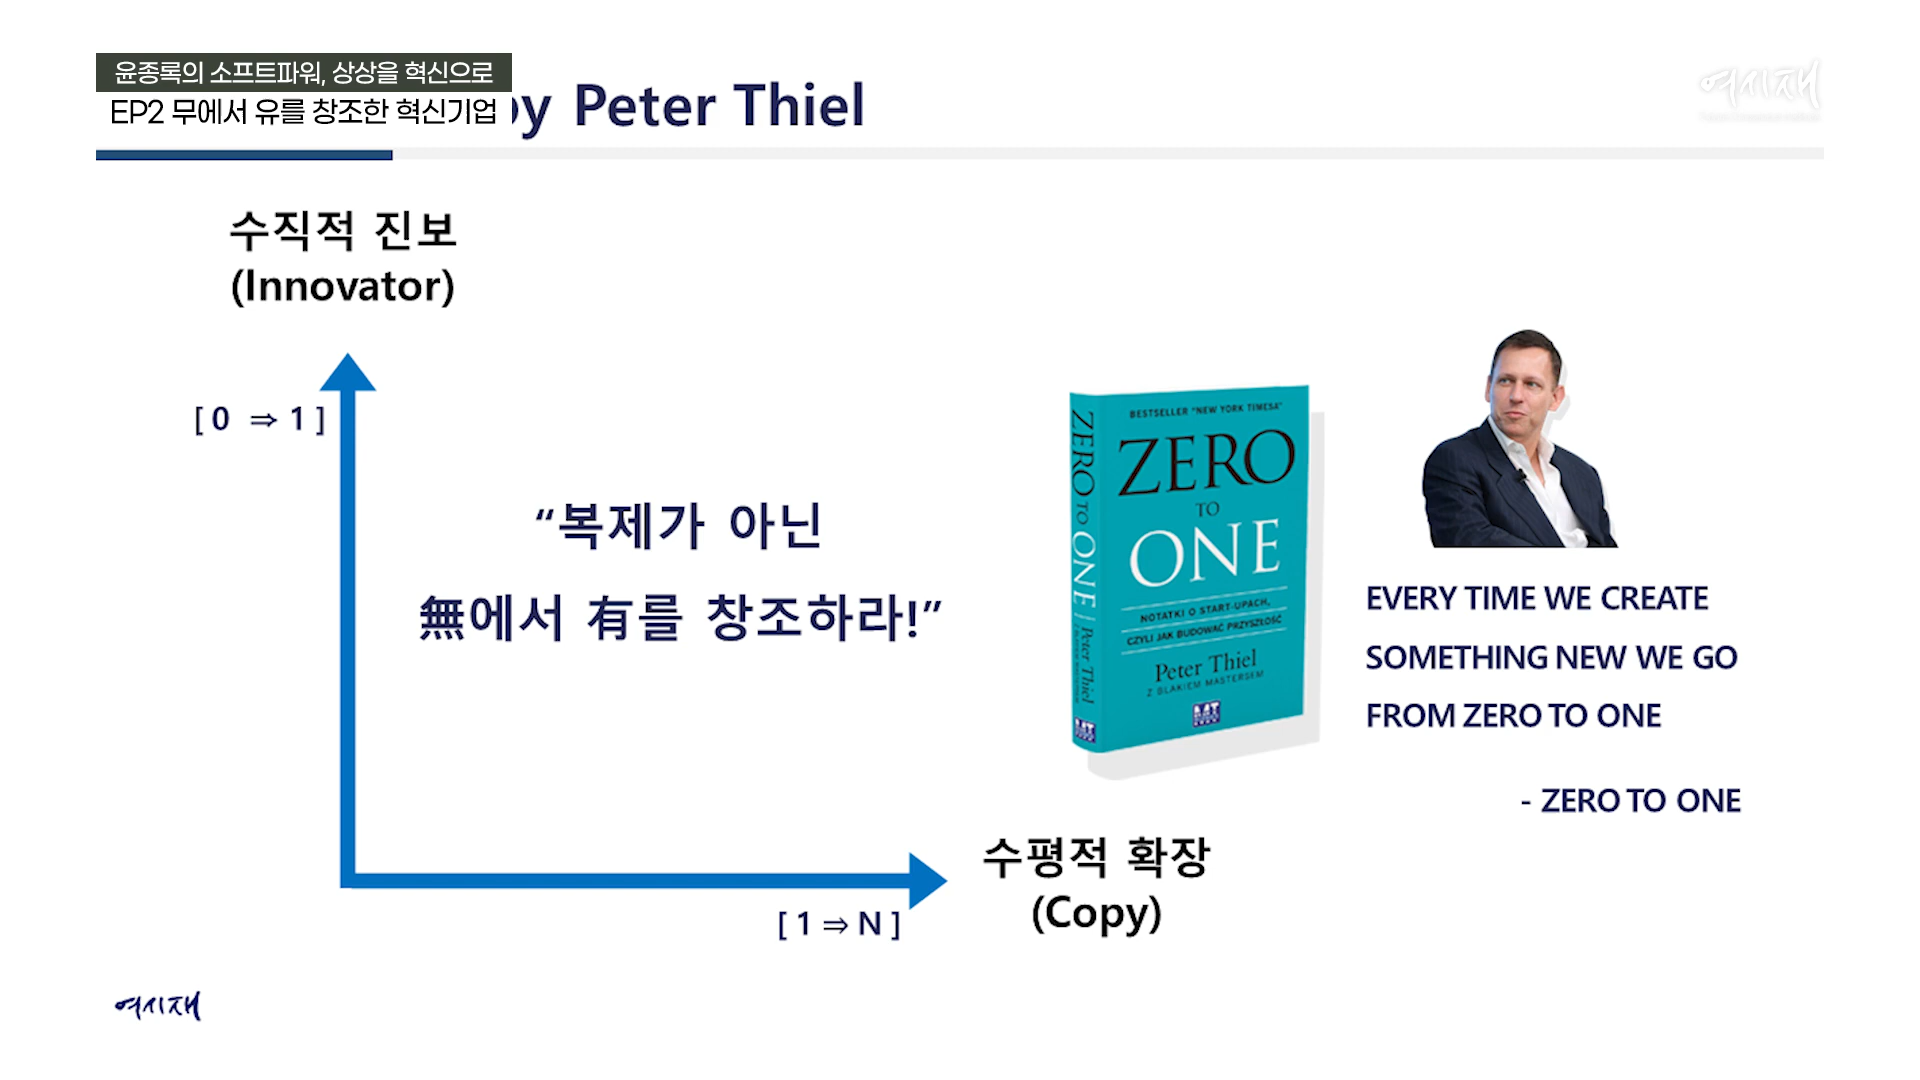 윤종록의 소프트파워, 상상을 혁신으로
EP2 무에서 유를 창조한 혁신기업
by Peter Thiel
여시재
수직적 진보
(Innovator)
[ 0 ⇒ 1 ]
“복제가 아닌
無에서 有를 창조하라!”
BESTSELLER "NEW YORK TIMESA"
ZERO
TO
ONE
NOTATKI O START-UPACH,
CZYLI JAK BUDOWAĆ PRZYSZŁOŚĆ
Peter Thiel
Z BLAKIEM MASTERSEM
MT
ZERO TO ONE Peter Thiel
MT
EVERY TIME WE CREATE
SOMETHING NEW WE GO
FROM ZERO TO ONE
- ZERO TO ONE
수평적 확장
(Copy)
[ 1 ⇒ N ]
여시재